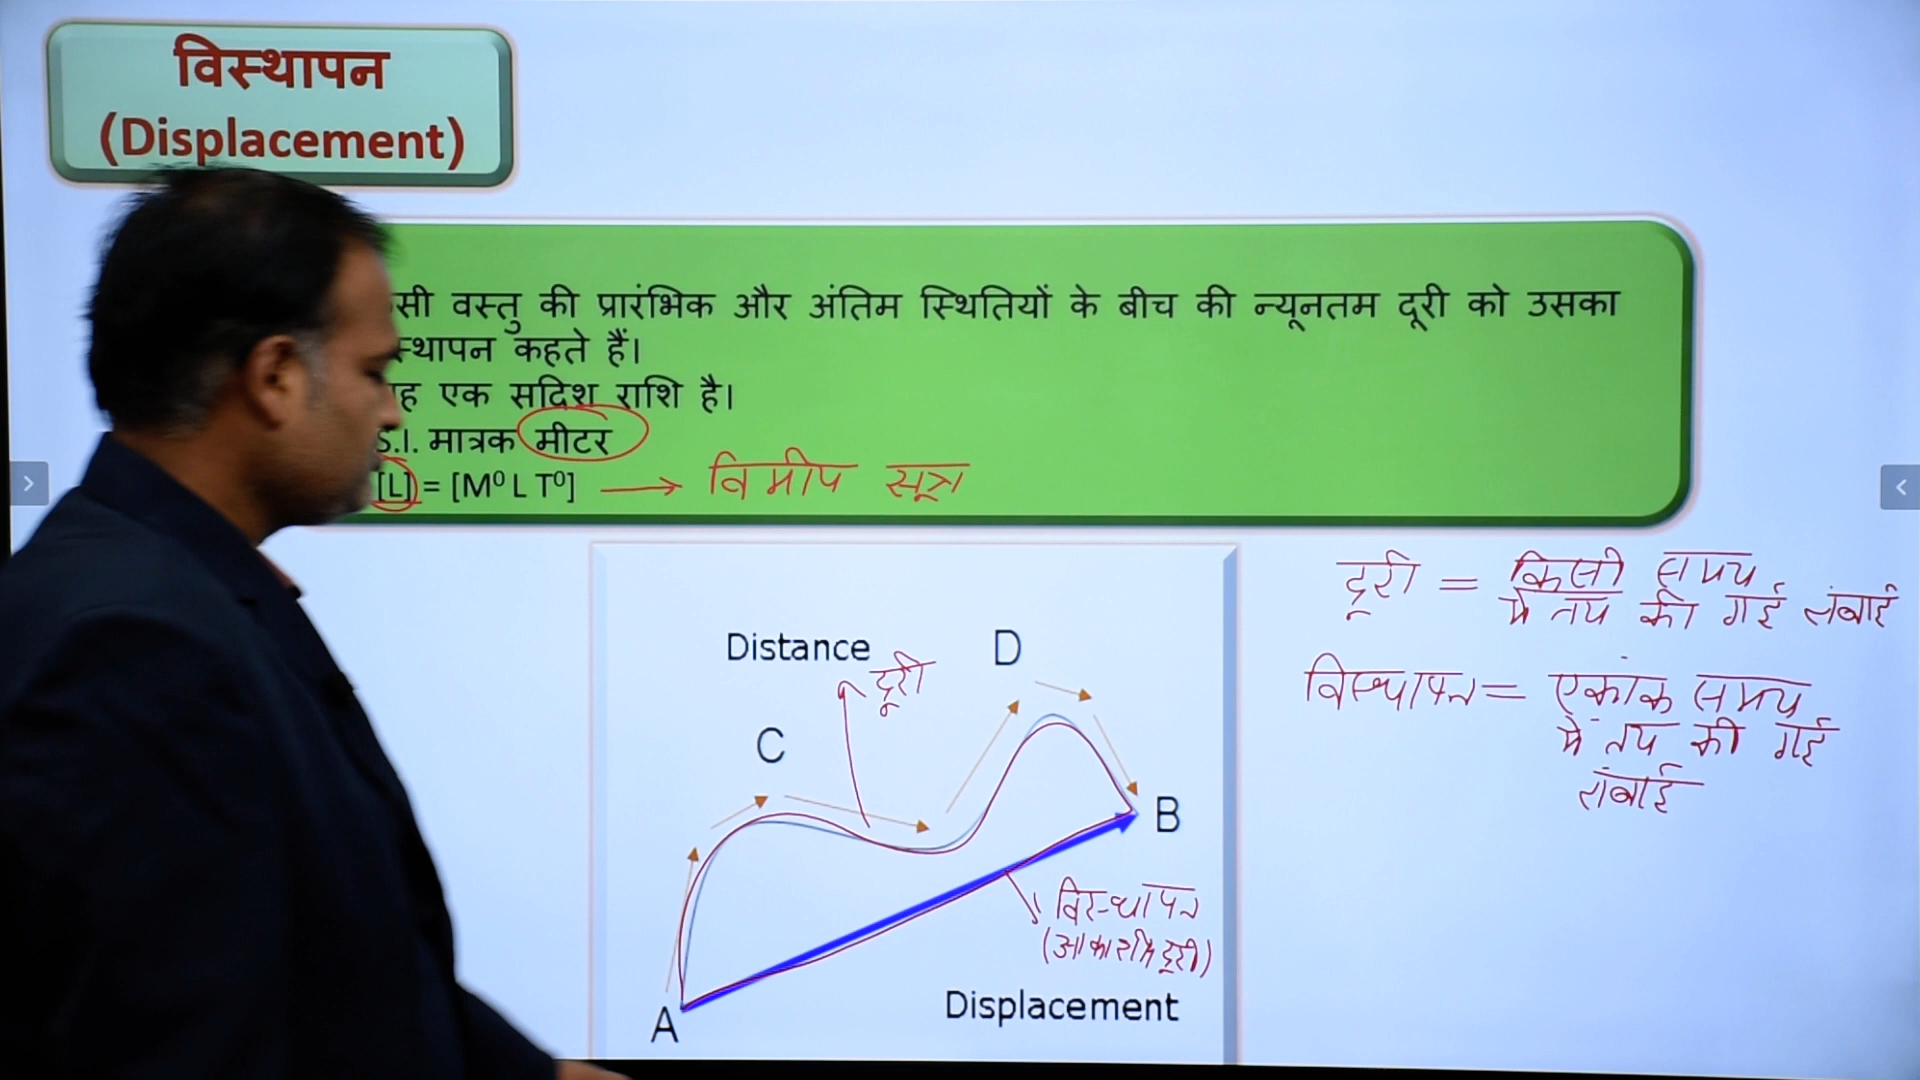 विस्थापन
(Displacement)
सी वस्तु की प्रारंभिक और अंतिम स्थितियों के बीच की न्यूनतम दूरी को उसका
स्थापन कहते हैं।
ह एक सदिश राशि है।
S.I. मात्रक मीटर
[L] = [M⁰ L T⁰] → विमीय सूत्र
दूरी = किसी समय
मे तय की गई लंबाई
विस्थापन = एकांक समय
मे तय की गई
लंबाई
Distance
दूरी
D
C
B
विस्थापन
(आकाशीय दूरी)
Displacement
A